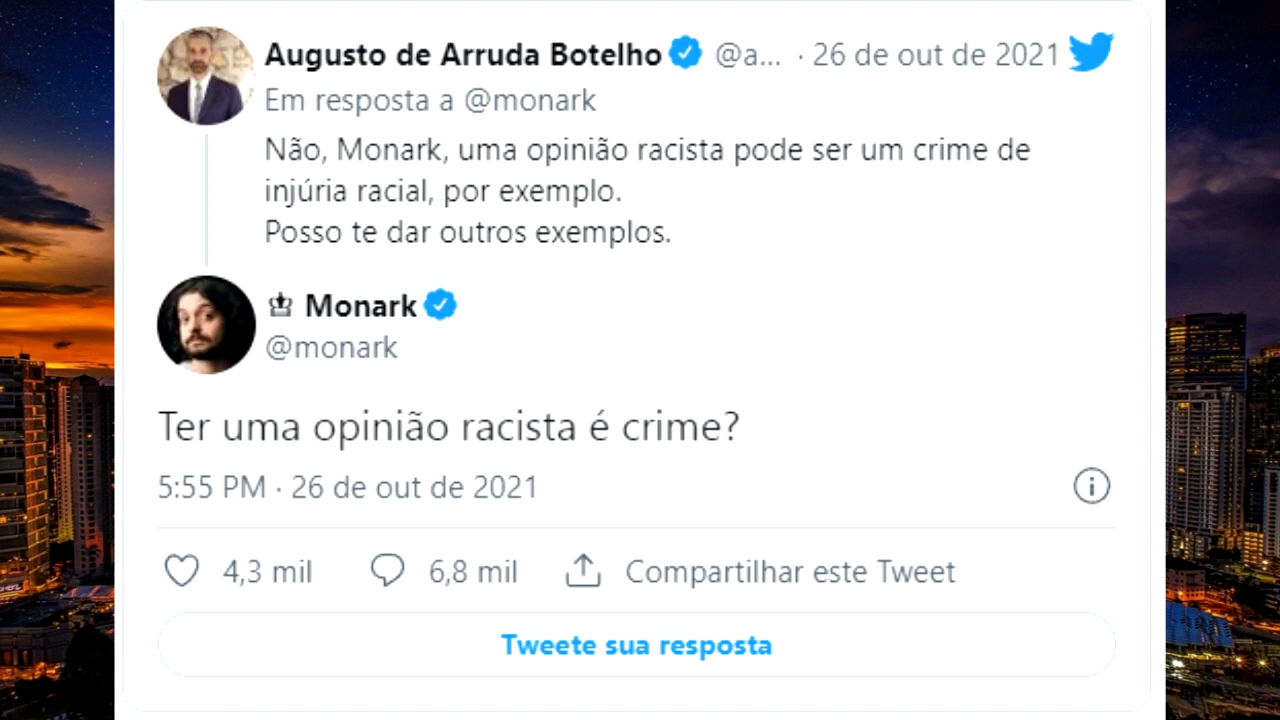 Augusto de Arruda Botelho @a... · 26 de out de 2021
Em resposta a @monark
Não, Monark, uma opinião racista pode ser um crime de
injúria racial, por exemplo.
Posso te dar outros exemplos.
Monark
@monark
Ter uma opinião racista é crime?
5:55 PM · 26 de out de 2021
4,3 mil 6,8 mil Compartilhar este Tweet
Tweete sua resposta